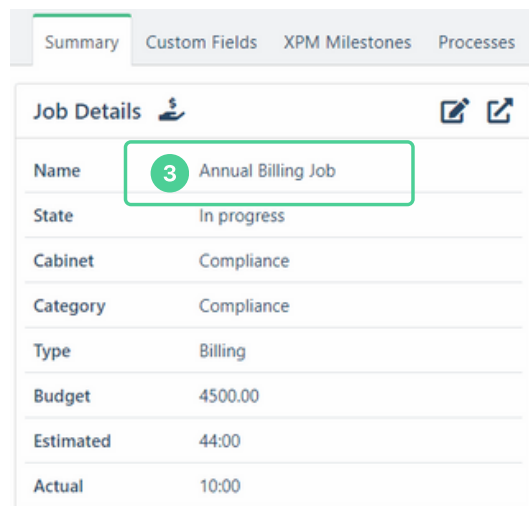 Summary Custom Fields XPM Milestones Processes
Job Details
Name 3 Annual Billing Job
State In progress
Cabinet Compliance
Category Compliance
Type Billing
Budget 4500.00
Estimated 44:00
Actual 10:00